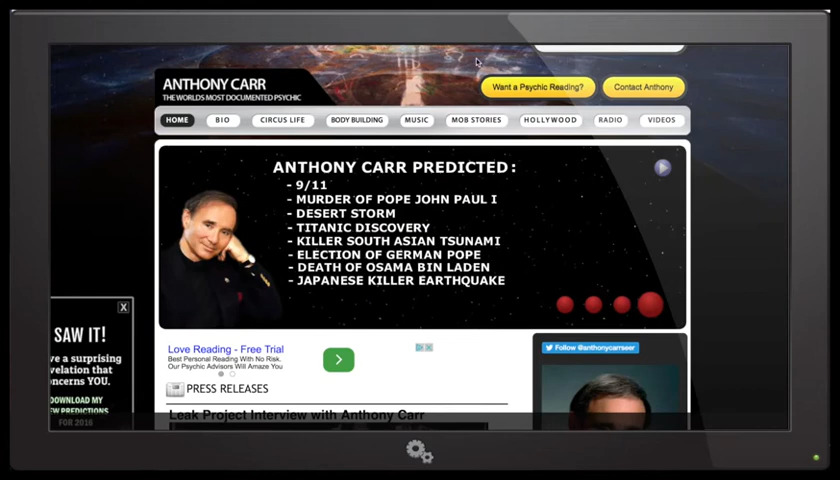 ANTHONY CARR
THE WORLDS MOST DOCUMENTED PSYCHIC
Want a Psychic Reading?
Contact Anthony
HOME
BIO
CIRCUS LIFE
BODY BUILDING
MUSIC
MOB STORIES
HOLLYWOOD
RADIO
VIDEOS
ANTHONY CARR PREDICTED:
- 9/11
- MURDER OF POPE JOHN PAUL I
- DESERT STORM
- TITANIC DISCOVERY
- KILLER SOUTH ASIAN TSUNAMI
- ELECTION OF GERMAN POPE
- DEATH OF OSAMA BIN LADEN
- JAPANESE KILLER EARTHQUAKE
X
SAW IT!
a surprising
YOU.
DOWNLOAD MY
PREDICTIONS
FOR 2016
Love Reading - Free Trial
Best Personal Reading With No Risk.
Our Psychic Advisors Will Amaze You
PRESS RELEASES
Leak Project Interview with Anthony Carr
Follow @anthonycarrseer